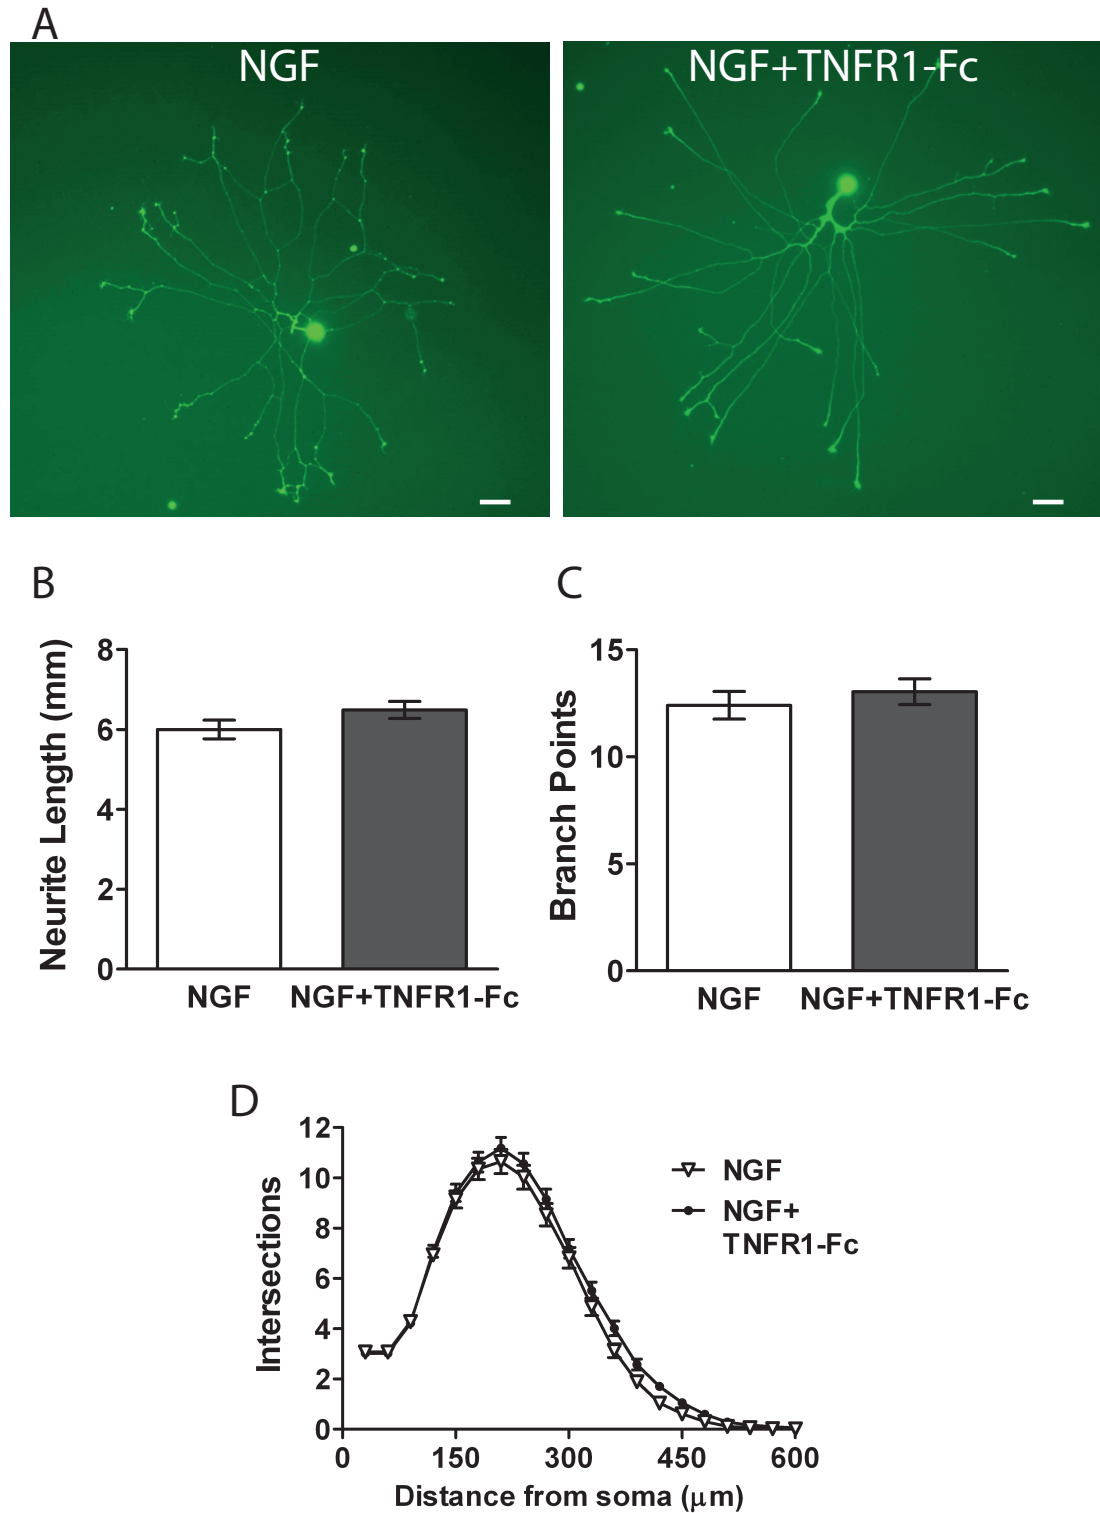 A
NGF
NGF+TNFR1-Fc
B
Neurite Length (mm)
8
6
4
2
0
NGF
NGF+TNFR1-Fc
C
Branch Points
15
10
5
0
NGF
NGF+TNFR1-Fc
D
Intersections
12
10
8
6
4
2
0
0
150
300
450
600
Distance from soma (μm)
NGF
NGF+
TNFR1-Fc